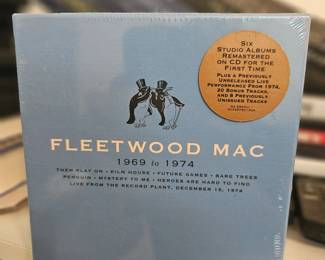 SIX
STUDIO ALBUMS
REMASTERED
ON CD FOR THE
FIRST TIME
PLUS A PREVIOUSLY
UNRELEASED LIVE
PERFORMANCE FROM 1974,
20 BONUS TRACKS,
AND 8 PREVIOUSLY
UNISSUED TRACKS
FLEETWOOD MAC
1969 to 1974
THEN PLAY ON • KILN HOUSE • FUTURE GAMES • BARE TREES
PENGUIN • MYSTERY TO ME • HEROES ARE HARD TO FIND
LIVE FROM THE RECORD PLANT, DECEMBER 15, 1974